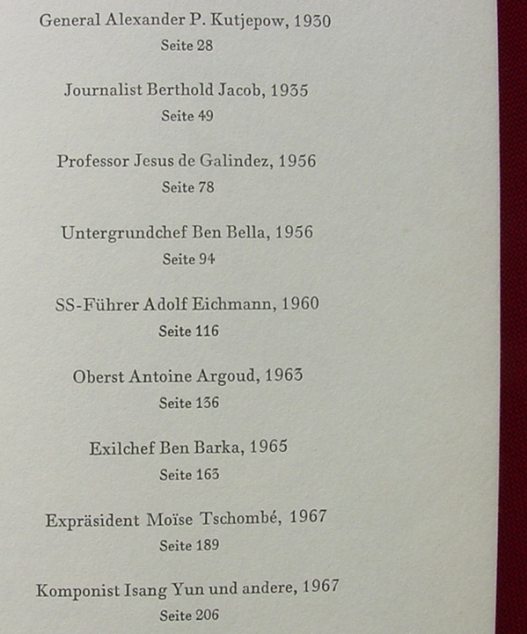 General Alexander P. Kutjepow, 1930
Seite 28
Journalist Berthold Jacob, 1935
Seite 49
Professor Jesus de Galindez, 1956
Seite 78
Untergrundchef Ben Bella, 1956
Seite 94
SS-Führer Adolf Eichmann, 1960
Seite 116
Oberst Antoine Argoud, 1963
Seite 136
Exilchef Ben Barka, 1965
Seite 163
Expräsident Moïse Tschombé, 1967
Seite 189
Komponist Isang Yun und andere, 1967
Seite 206